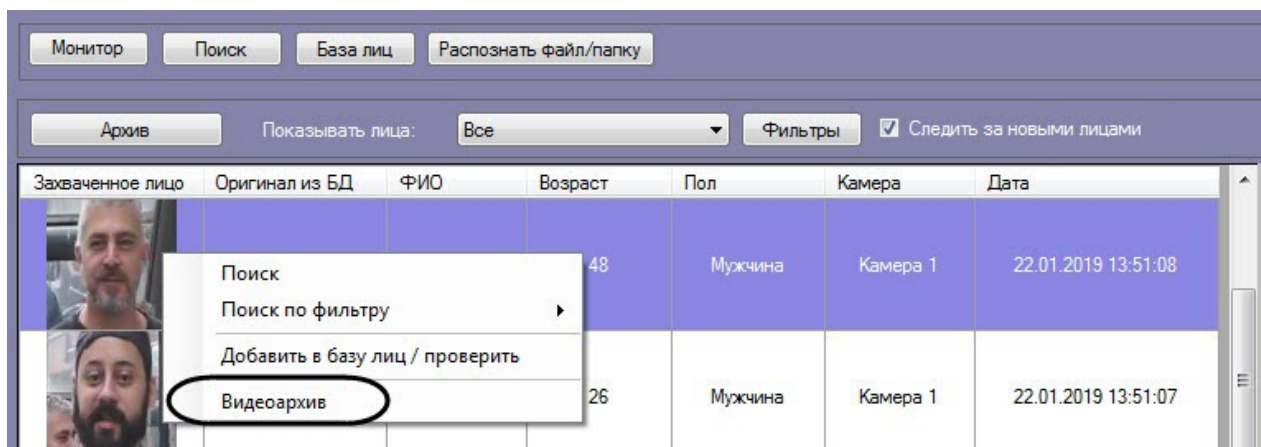 Монитор Поиск База лиц Распознать файл/папку
Архив Показывать лица: Все Фильтры Следить за новыми лицами
Захваченное лицо Оригинал из БД ФИО Возраст Пол Камера Дата
48 Мужчина Камера 1 22.01.2019 13:51:08
Поиск
Поиск по фильтру
Добавить в базу лиц / проверить
Видеоархив
26 Мужчина Камера 1 22.01.2019 13:51:07